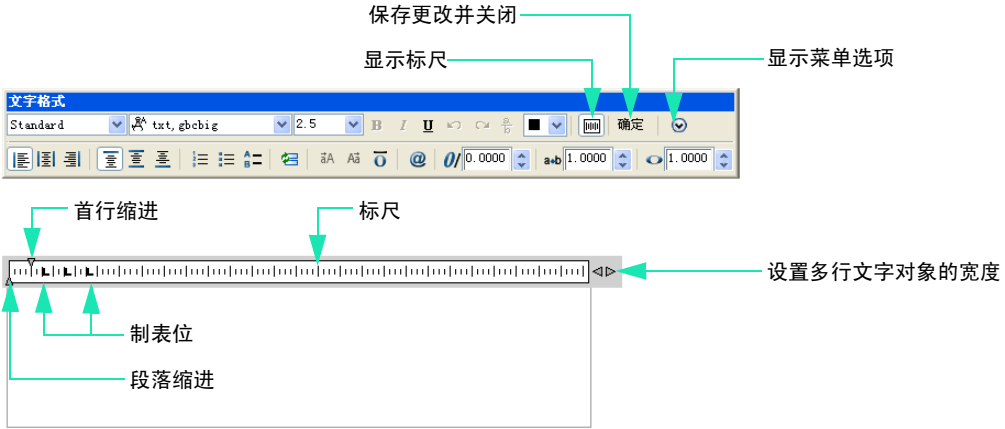 保存更改并关闭
显示标尺
显示菜单选项
文字格式
Standard txt,gbcbig 2.5 B I U a b 确定
āA Aā O @ 0/ 0.0000 a+b 1.0000 1.0000
首行缩进 标尺
设置多行文字对象的宽度
制表位
段落缩进